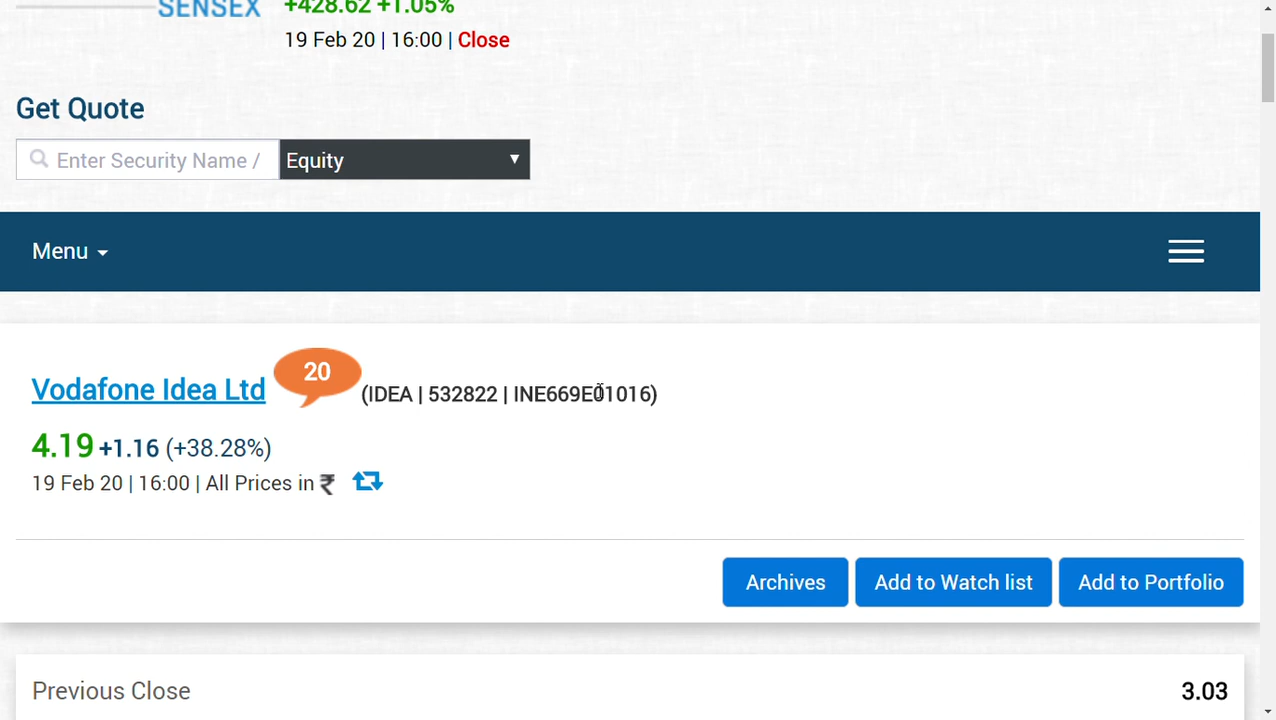 SENSEX +428.62 +1.05%
19 Feb 20 | 16:00 | Close
Get Quote
Enter Security Name / Equity
Menu
Vodafone Idea Ltd 20 (IDEA | 532822 | INE669E01016)
4.19 +1.16 (+38.28%)
19 Feb 20 | 16:00 | All Prices in ₹
Archives Add to Watch list Add to Portfolio
Previous Close 3.03